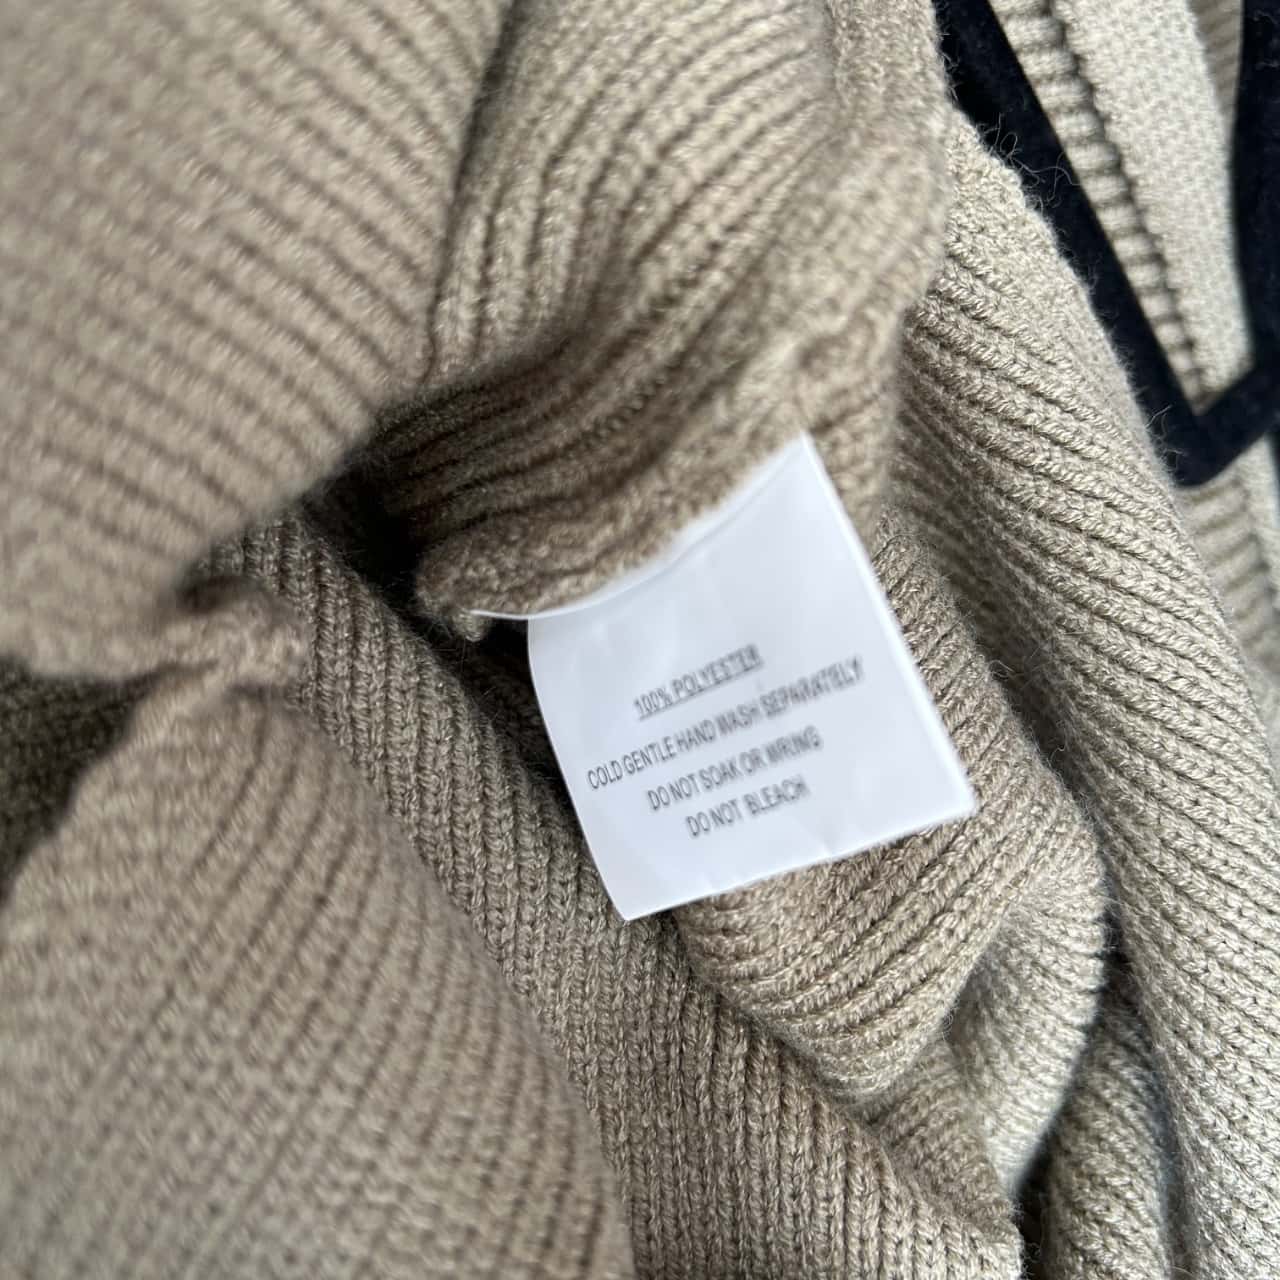 100% POLYESTER
COLD GENTLE HAND WASH SEPARATELY
DO NOT SOAK OR WRING
DO NOT BLEACH